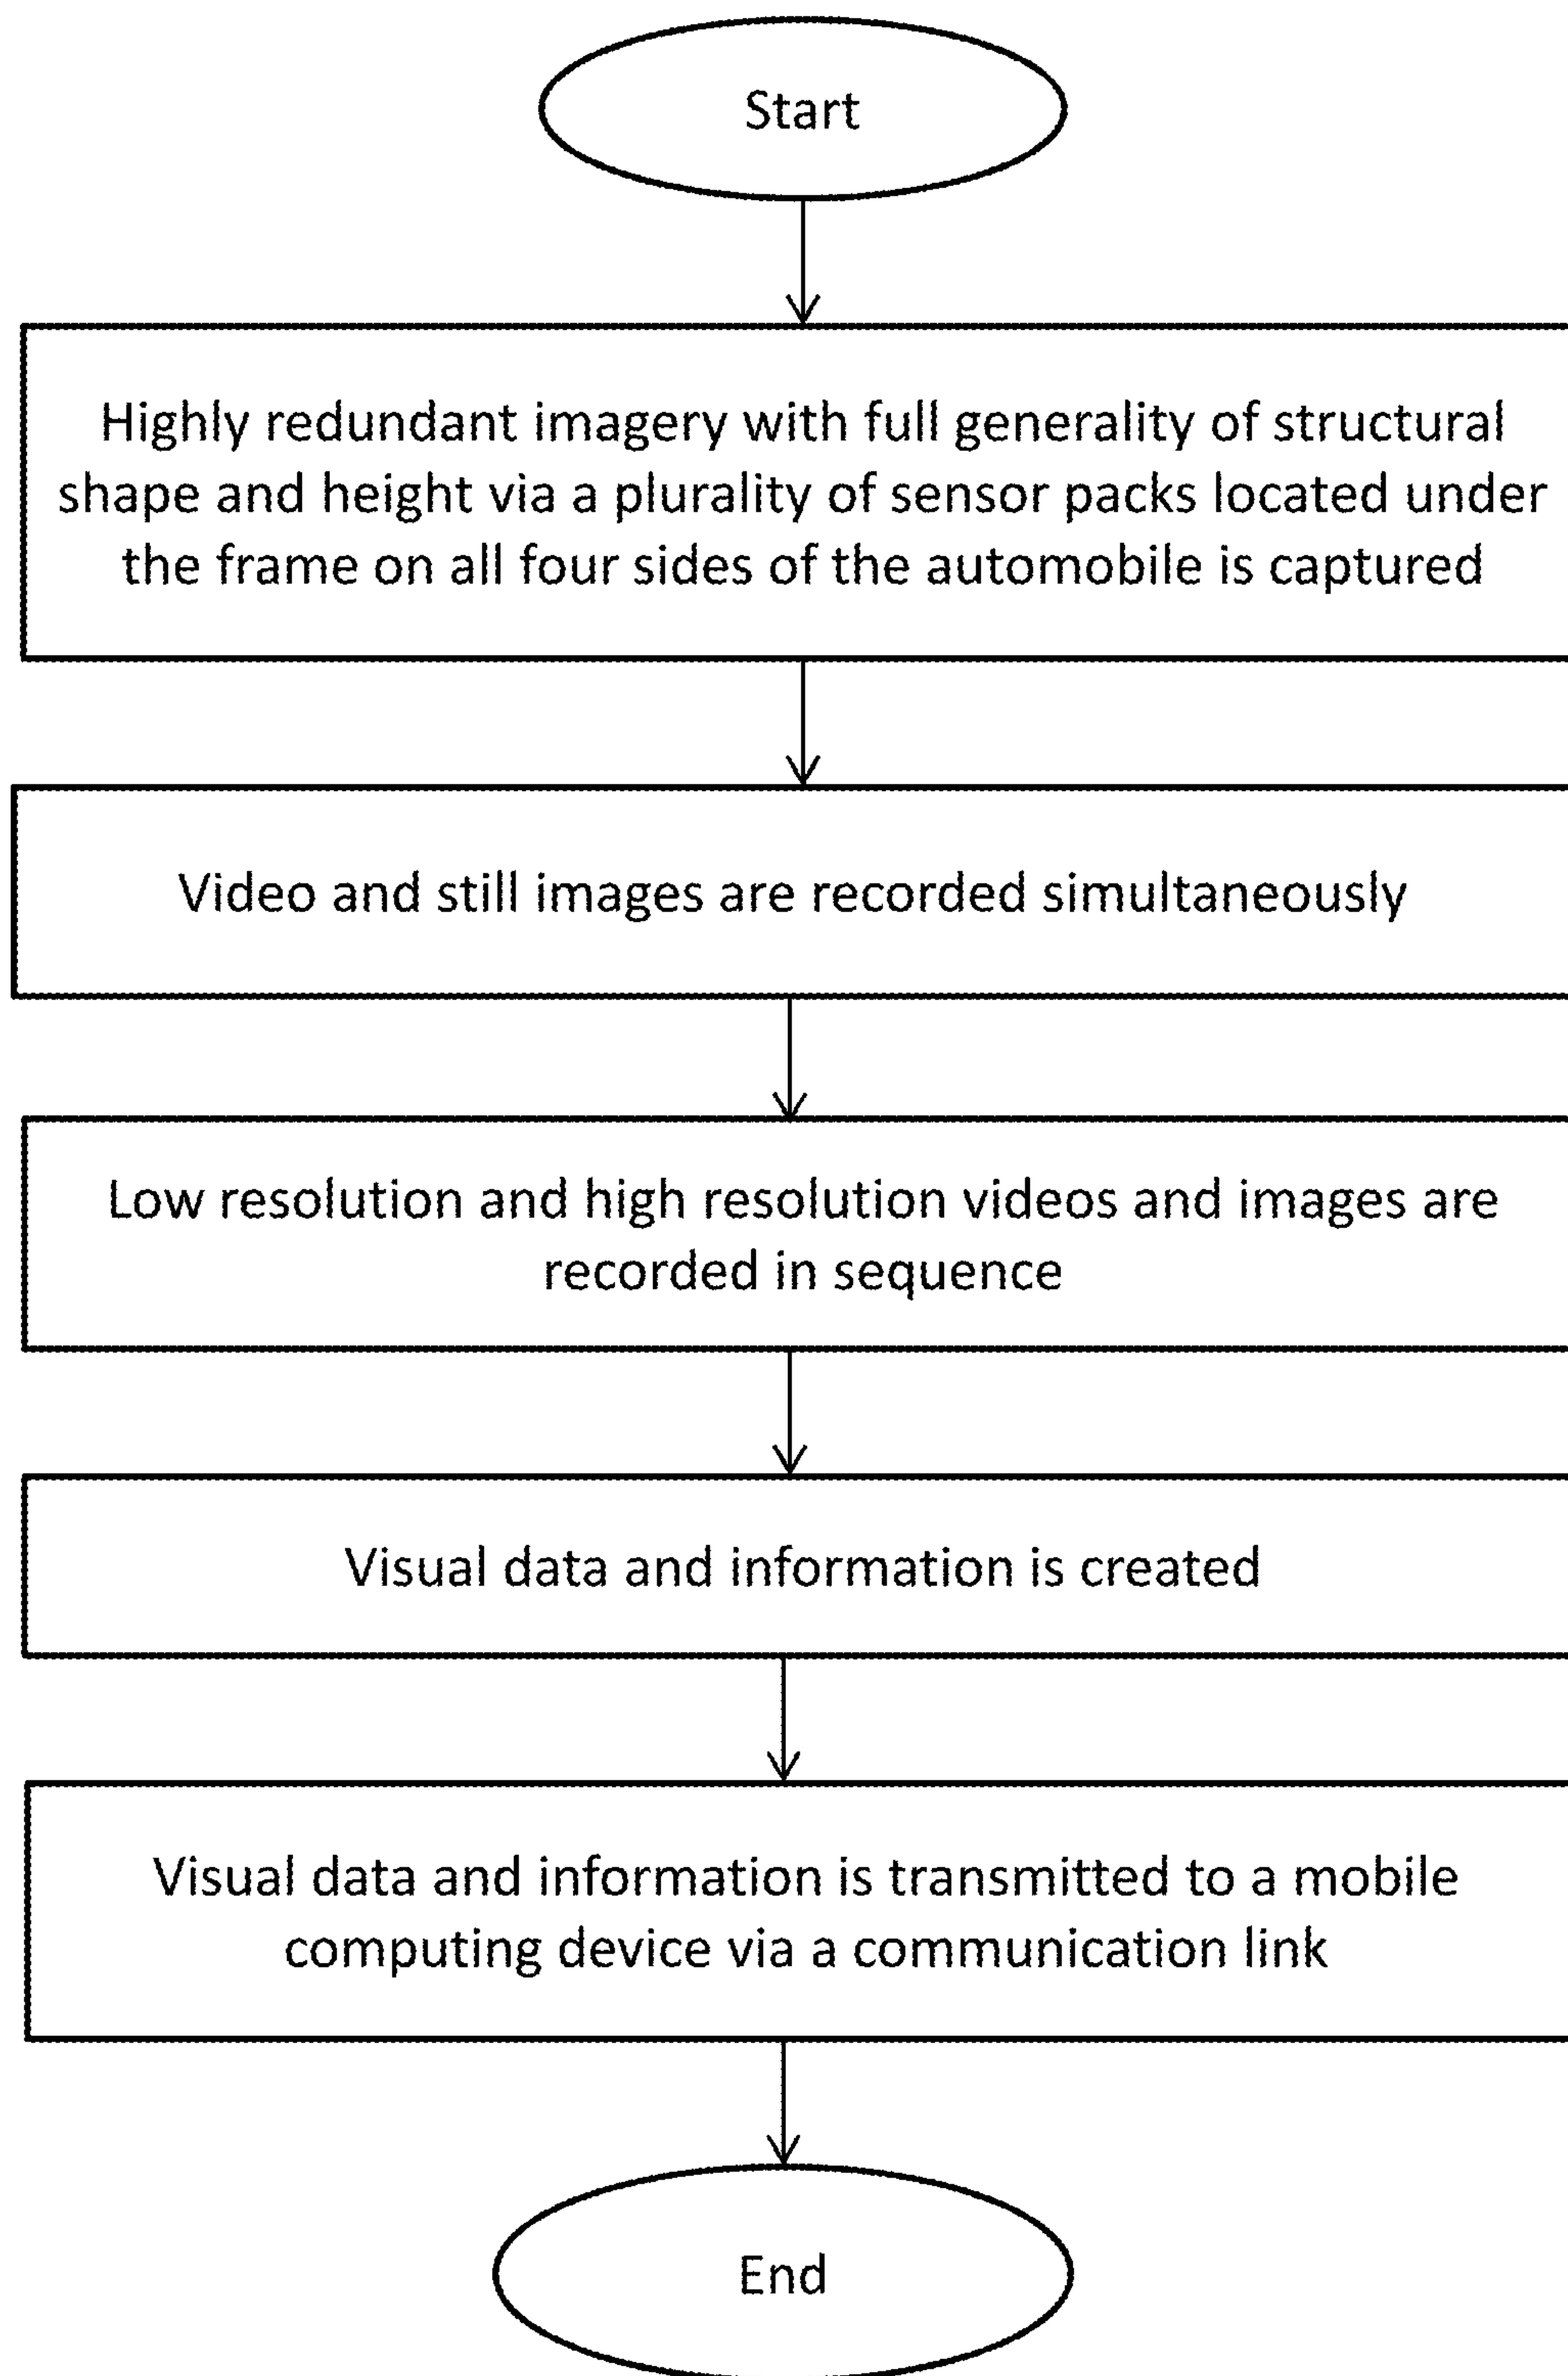 Start
Highly redundant imagery with full generality of structural
shape and height via a plurality of sensor packs located under
the frame on all four sides of the automobile is captured
Video and still images are recorded simultaneously
Low resolution and high resolution videos and images are
recorded in sequence
Visual data and information is created
Visual data and information is transmitted to a mobile
computing device via a communication link
End